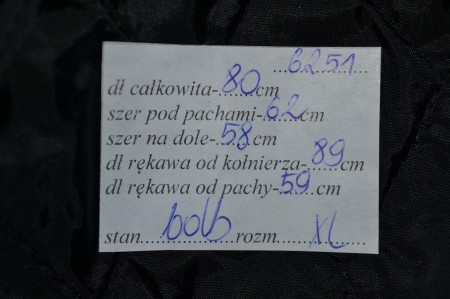 ...6251
dł całkowita-80cm
szer pod pachami-62cm
szer na dole-58cm
dł rękawa od kołnierza-89cm
dł rękawa od pachy-59cm
stan..........rozm...XL